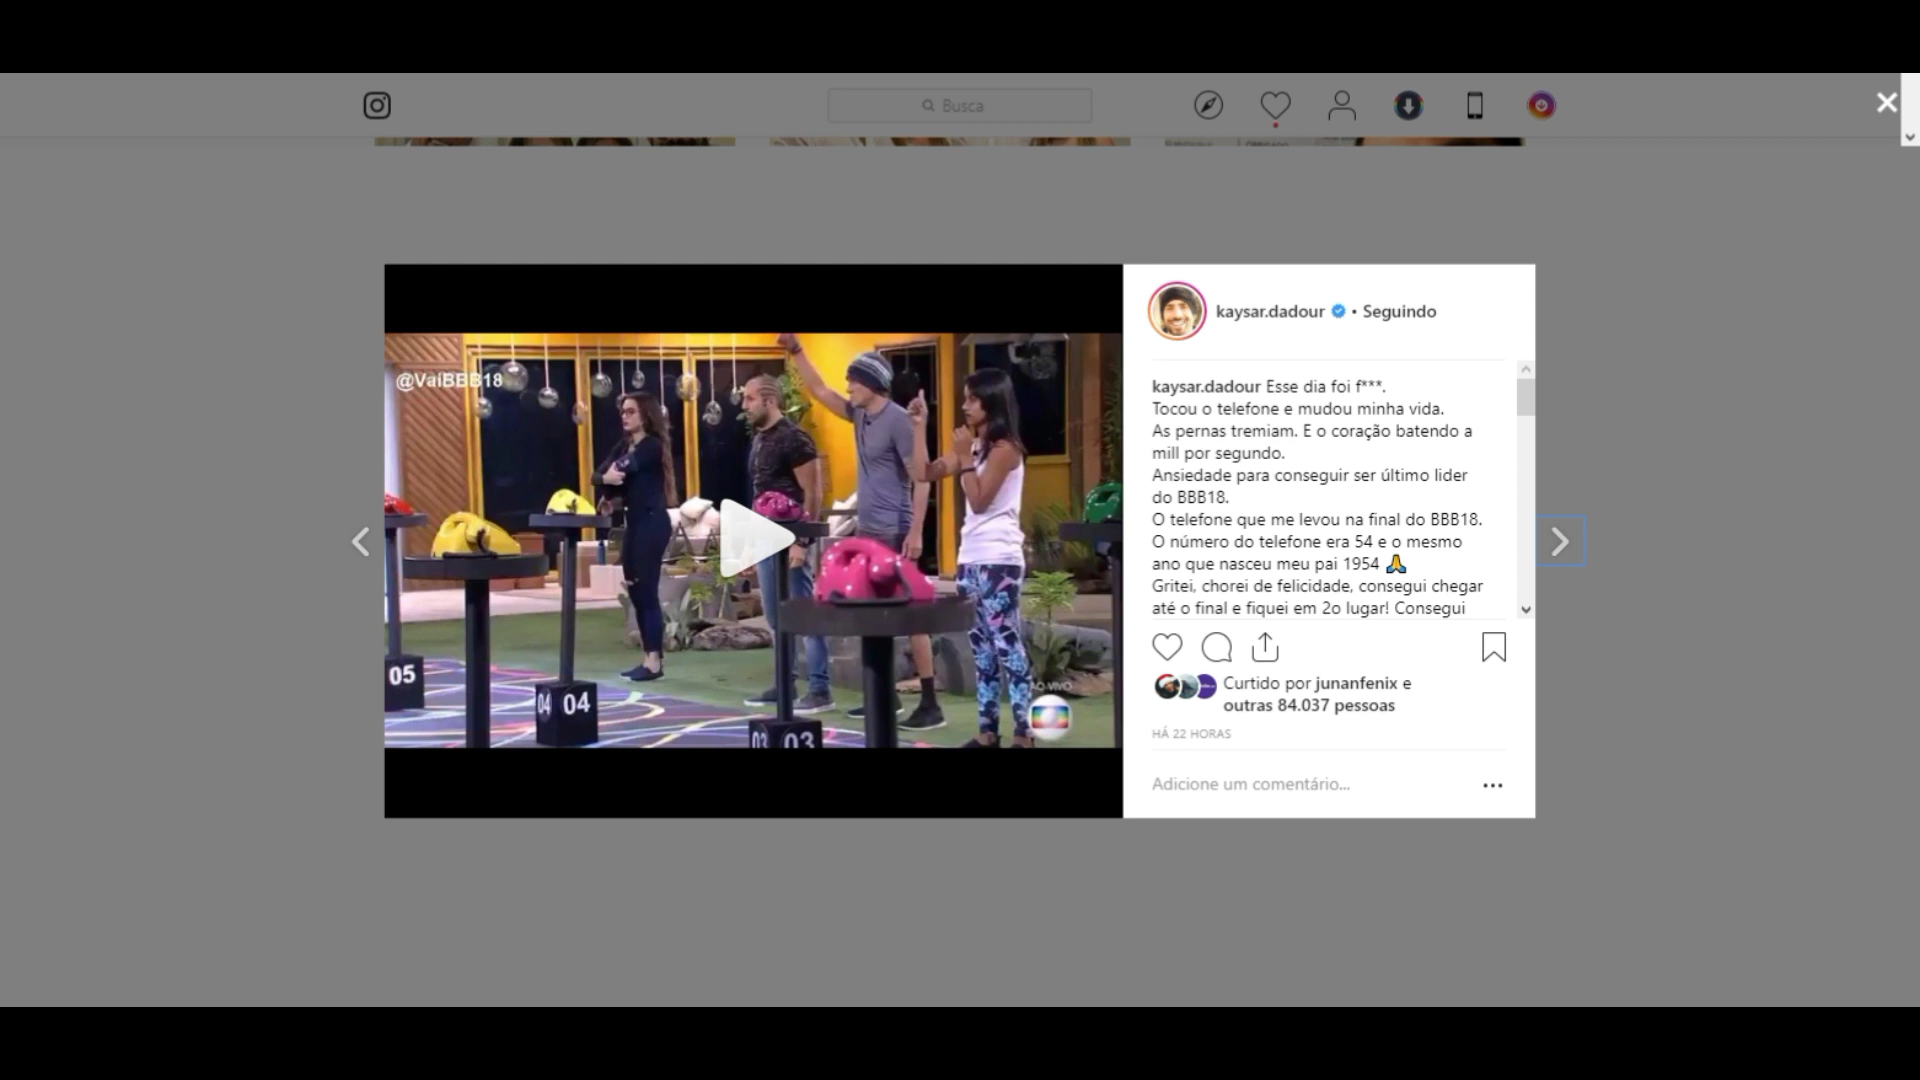 Busca
@VaiBBB18
05
04 04
03 03
AO VIVO
kaysar.dadour • Seguindo
kaysar.dadour Esse dia foi f***.
Tocou o telefone e mudou minha vida.
As pernas tremiam. E o coração batendo a
mill por segundo.
Ansiedade para conseguir ser último lider
do BBB18.
O telefone que me levou na final do BBB18.
O número do telefone era 54 e o mesmo
ano que nasceu meu pai 1954 🙏
Gritei, chorei de felicidade, consegui chegar
até o final e fiquei em 2o lugar! Consegui
Curtido por junanfenix e
outras 84.037 pessoas
HÁ 22 HORAS
Adicione um comentário...